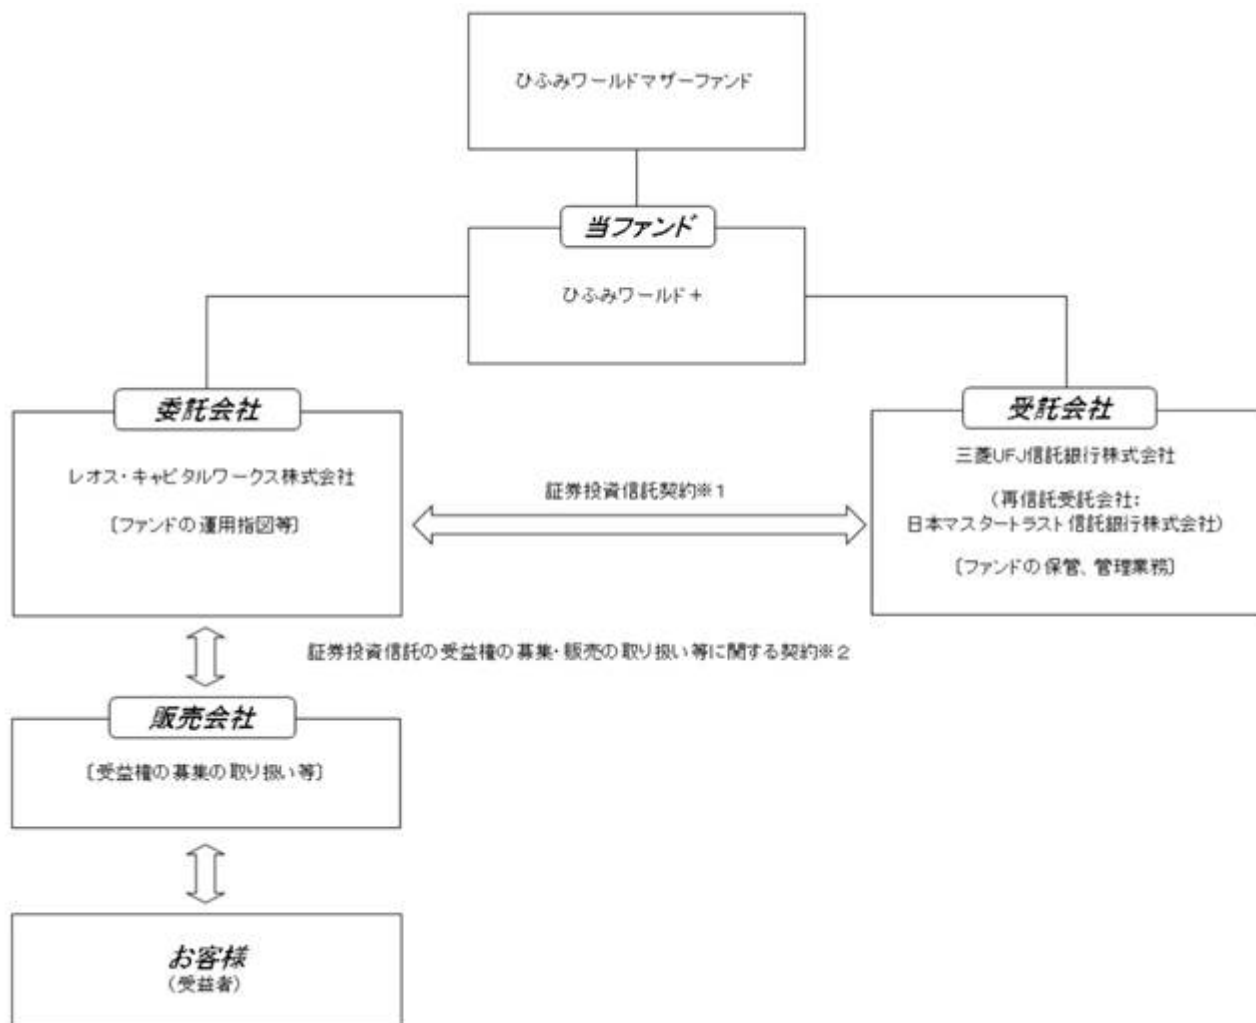 ひふみワールドマザーファンド
当ファンド
ひふみワールド＋
委託会社
レオス・キャピタルワークス株式会社
〔ファンドの運用指図等〕
証券投資信託契約※1
受託会社
三菱UFJ信託銀行株式会社
（再信託受託会社：
日本マスタートラスト信託銀行株式会社）
〔ファンドの保管、管理業務〕
証券投資信託の受益権の募集・販売の取り扱い等に関する契約※2
販売会社
〔受益権の募集の取り扱い等〕
お客様
（受益者）